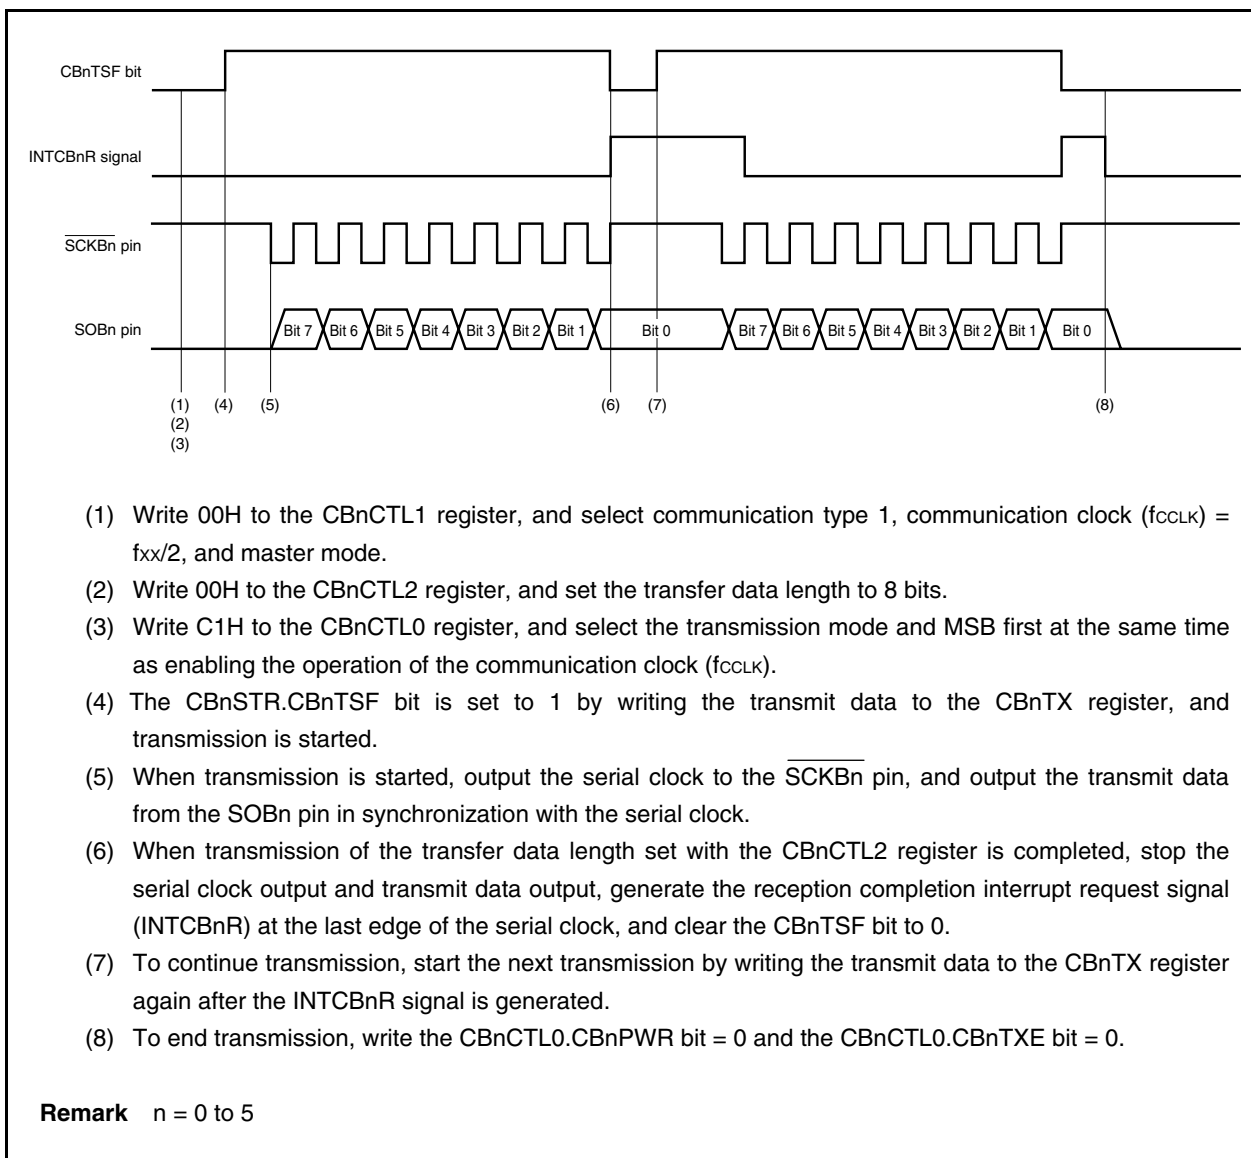 CBnTSF bit
INTCBnR signal
SCKBn pin
SOBn pin
Bit 7 Bit 6 Bit 5 Bit 4 Bit 3 Bit 2 Bit 1 Bit 0 Bit 7 Bit 6 Bit 5 Bit 4 Bit 3 Bit 2 Bit 1 Bit 0
(1) (4) (5) (6) (7) (8)
(2)
(3)
(1) Write 00H to the CBnCTL1 register, and select communication type 1, communication clock (fCCLK) =
fxx/2, and master mode.
(2) Write 00H to the CBnCTL2 register, and set the transfer data length to 8 bits.
(3) Write C1H to the CBnCTL0 register, and select the transmission mode and MSB first at the same time
as enabling the operation of the communication clock (fCCLK).
(4) The CBnSTR.CBnTSF bit is set to 1 by writing the transmit data to the CBnTX register, and
transmission is started.
(5) When transmission is started, output the serial clock to the SCKBn pin, and output the transmit data
from the SOBn pin in synchronization with the serial clock.
(6) When transmission of the transfer data length set with the CBnCTL2 register is completed, stop the
serial clock output and transmit data output, generate the reception completion interrupt request signal
(INTCBnR) at the last edge of the serial clock, and clear the CBnTSF bit to 0.
(7) To continue transmission, start the next transmission by writing the transmit data to the CBnTX register
again after the INTCBnR signal is generated.
(8) To end transmission, write the CBnCTL0.CBnPWR bit = 0 and the CBnCTL0.CBnTXE bit = 0.
Remark n = 0 to 5